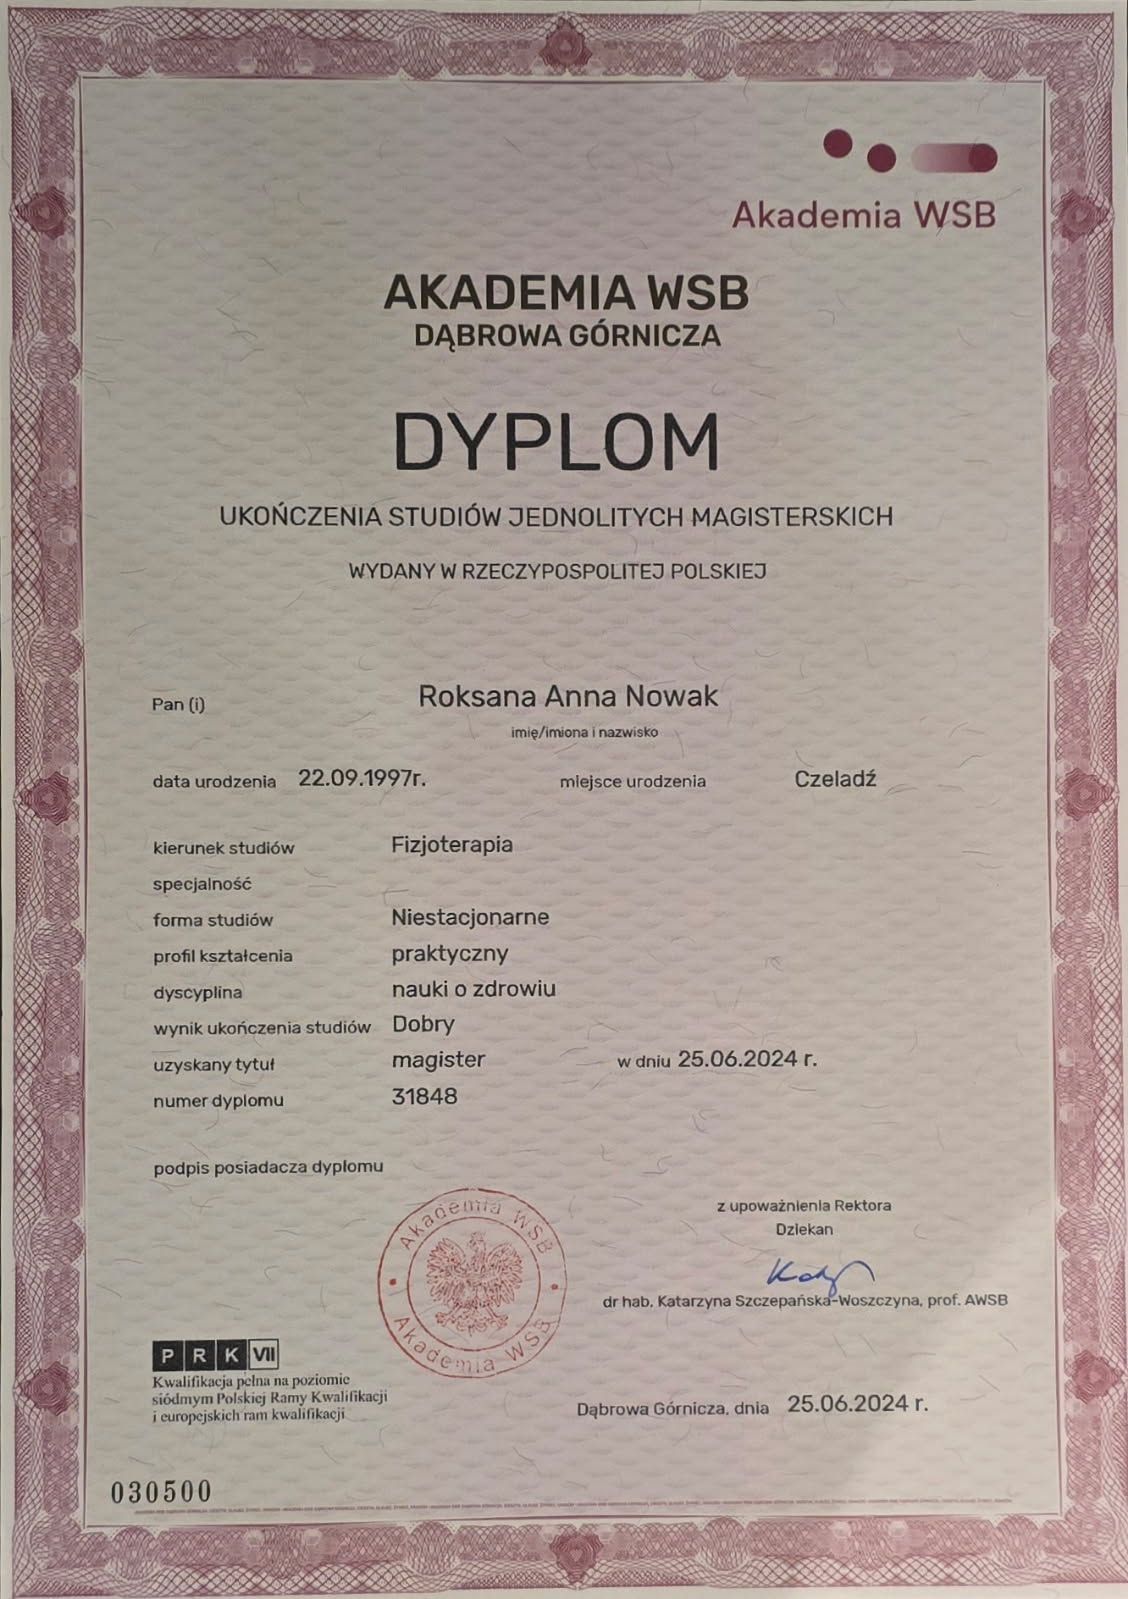 Akademia WSB
AKADEMIA WSB
DĄBROWA GÓRNICZA
DYPLOM
UKOŃCZENIA STUDIÓW JEDNOLITYCH MAGISTERSKICH
WYDANY W RZECZYPOSPOLITEJ POLSKIEJ
Pan (i) Roksana Anna Nowak
imię/imiona i nazwisko
data urodzenia 22.09.1997r. miejsce urodzenia Czeladź
kierunek studiów Fizjoterapia
specjalność
forma studiów Niestacjonarne
profil kształcenia praktyczny
dyscyplina nauki o zdrowiu
wynik ukończenia studiów Dobry
uzyskany tytuł magister w dniu 25.06.2024 r.
numer dyplomu 31848
podpis posiadacza dyplomu
Akademia WSB
Akademia WSB
z upoważnienia Rektora
Dziekan
dr hab. Katarzyna Szczepańska-Woszczyna, prof. AWSB
PRK VII
Kwalifikacja pełna na poziomie
siódmym Polskiej Ramy Kwalifikacji
i europejskich ram kwalifikacji
Dąbrowa Górnicza, dnia 25.06.2024 r.
030500